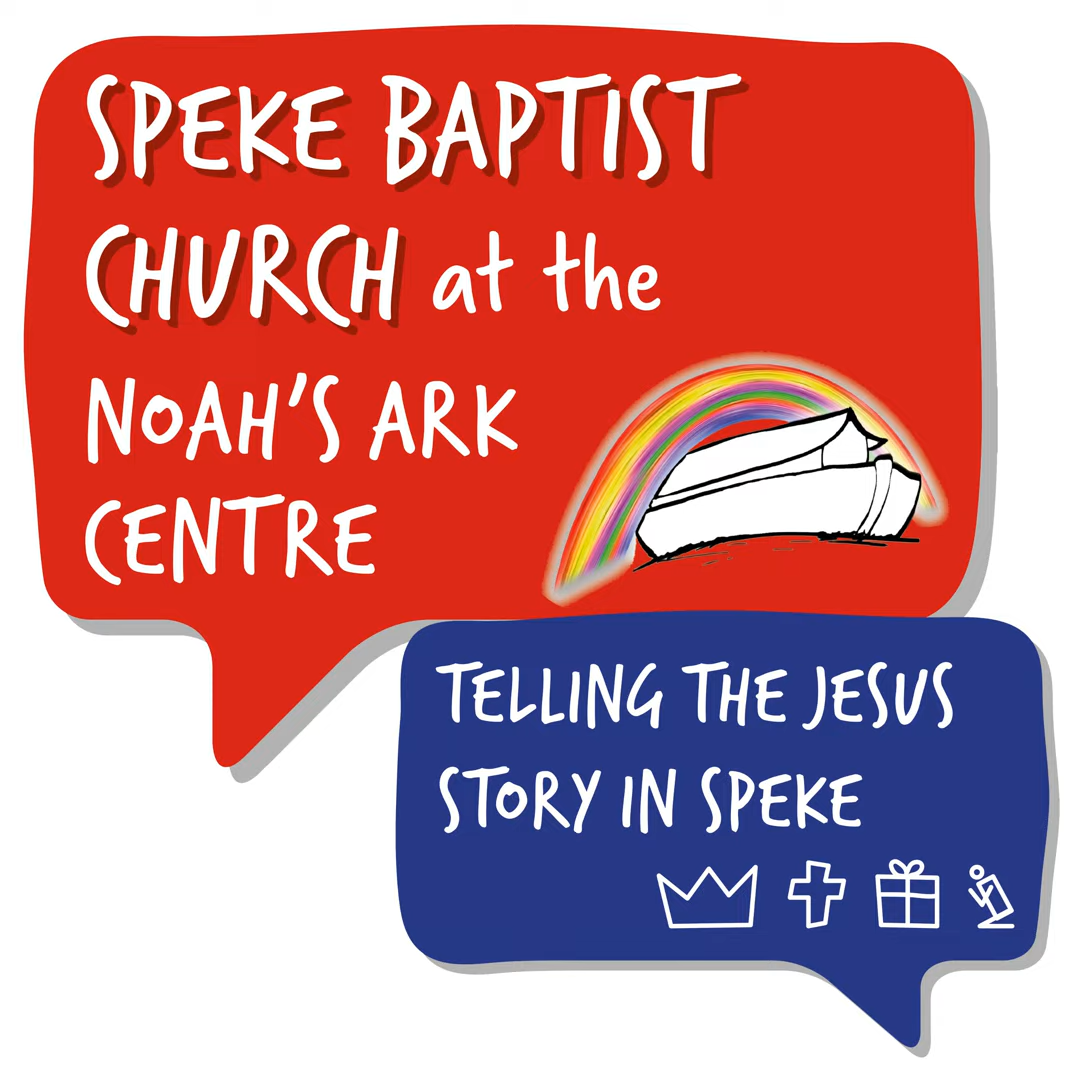 SPEKE BAPTIST
CHURCH at the
NOAH'S ARK
CENTRE
TELLING THE JESUS
STORY IN SPEKE